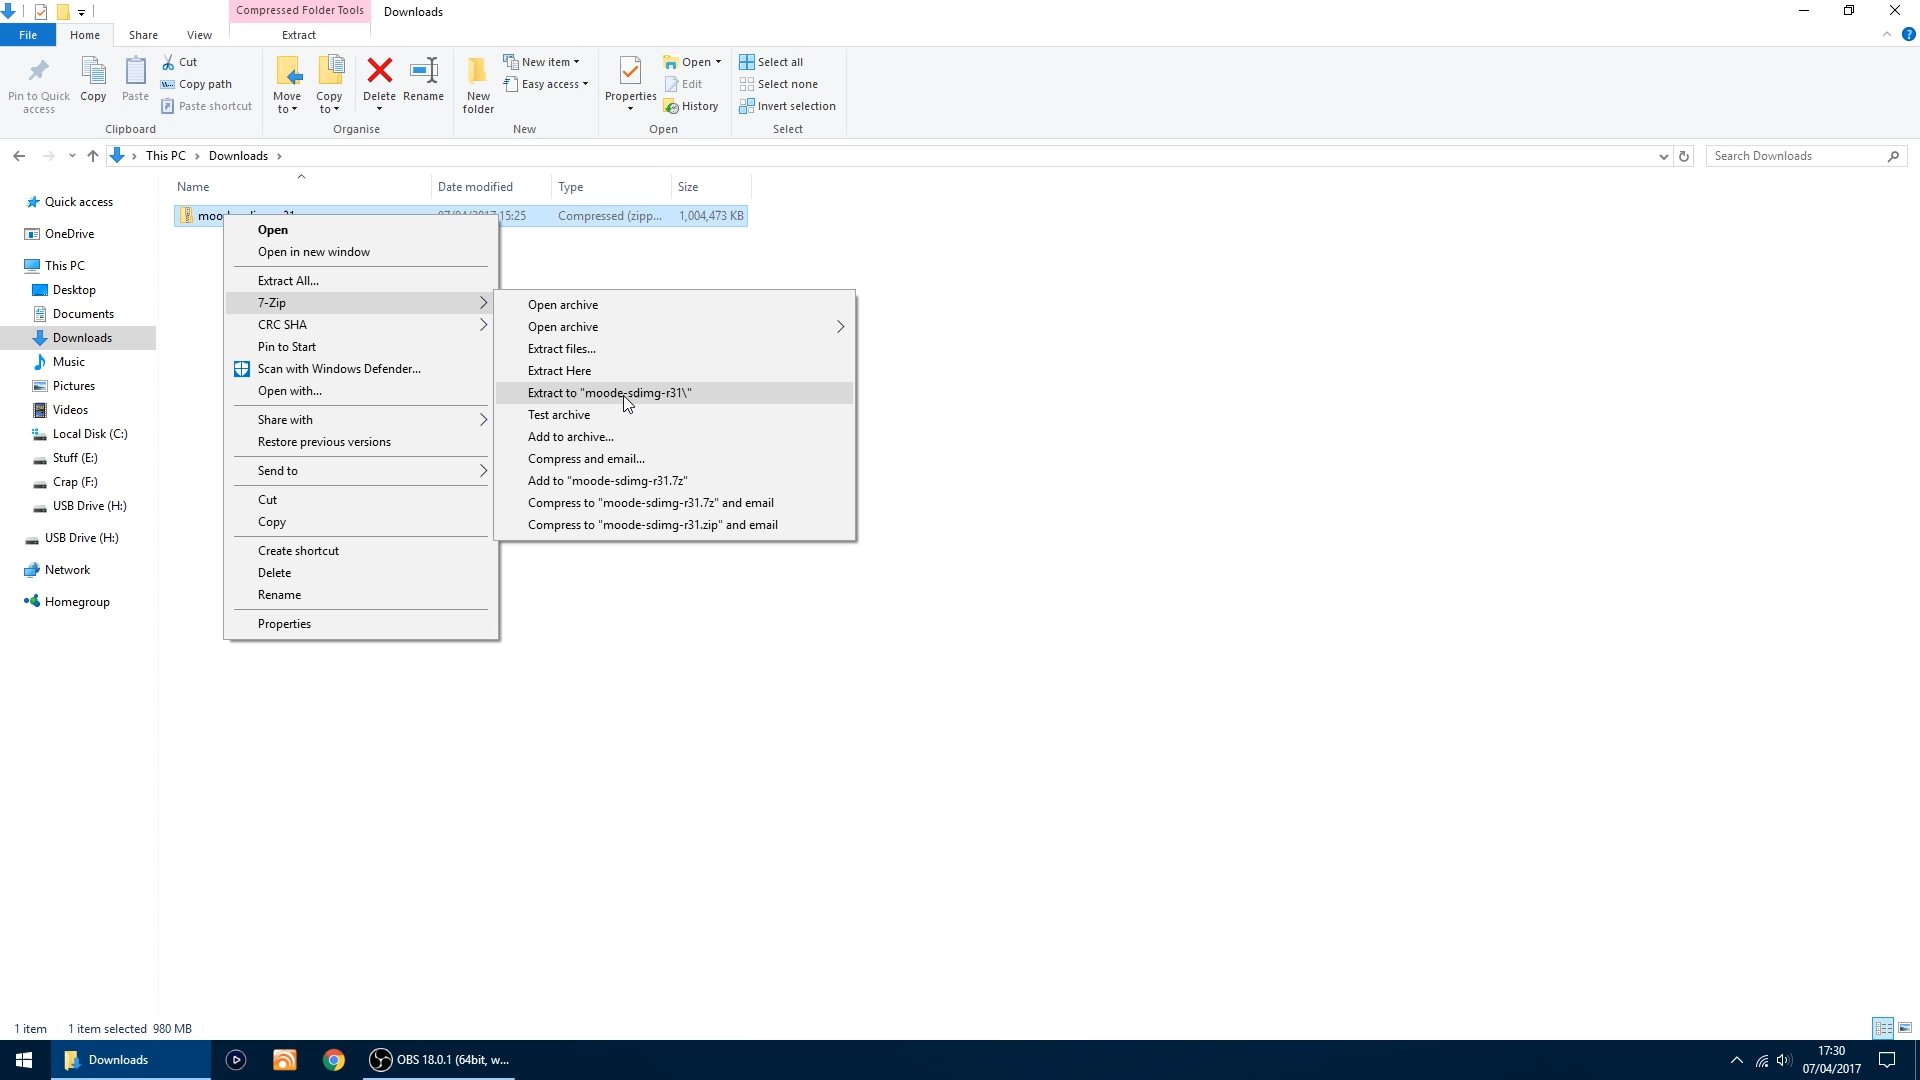 Compressed Folder Tools
Downloads
File
Home
Share
View
Extract
Pin to Quick access
Copy
Paste
Cut
Copy path
Paste shortcut
Clipboard
Move to
Copy to
Delete
Rename
Organise
New folder
New item
Easy access
New
Properties
Open
Edit
History
Open
Select all
Select none
Invert selection
Select
This PC
Downloads
Search Downloads
Name
Date modified
Type
Size
15:25
Compressed (zipp...
1,004,473 KB
Quick access
OneDrive
This PC
Desktop
Documents
Downloads
Music
Pictures
Videos
Local Disk (C:)
Stuff (E:)
Crap (F:)
USB Drive (H:)
USB Drive (H:)
Network
Homegroup
Open
Open in new window
Extract All...
7-Zip
CRC SHA
Pin to Start
Scan with Windows Defender...
Open with...
Share with
Restore previous versions
Send to
Cut
Copy
Create shortcut
Delete
Rename
Properties
Open archive
Open archive
Extract files...
Extract Here
Extract to "moode-sdimg-r31\"
Test archive
Add to archive...
Compress and email...
Add to "moode-sdimg-r31.7z"
Compress to "moode-sdimg-r31.7z" and email
Compress to "moode-sdimg-r31.zip" and email
1 item
1 item selected 980 MB
Downloads
OBS 18.0.1 (64bit, w...
17:30
07/04/2017